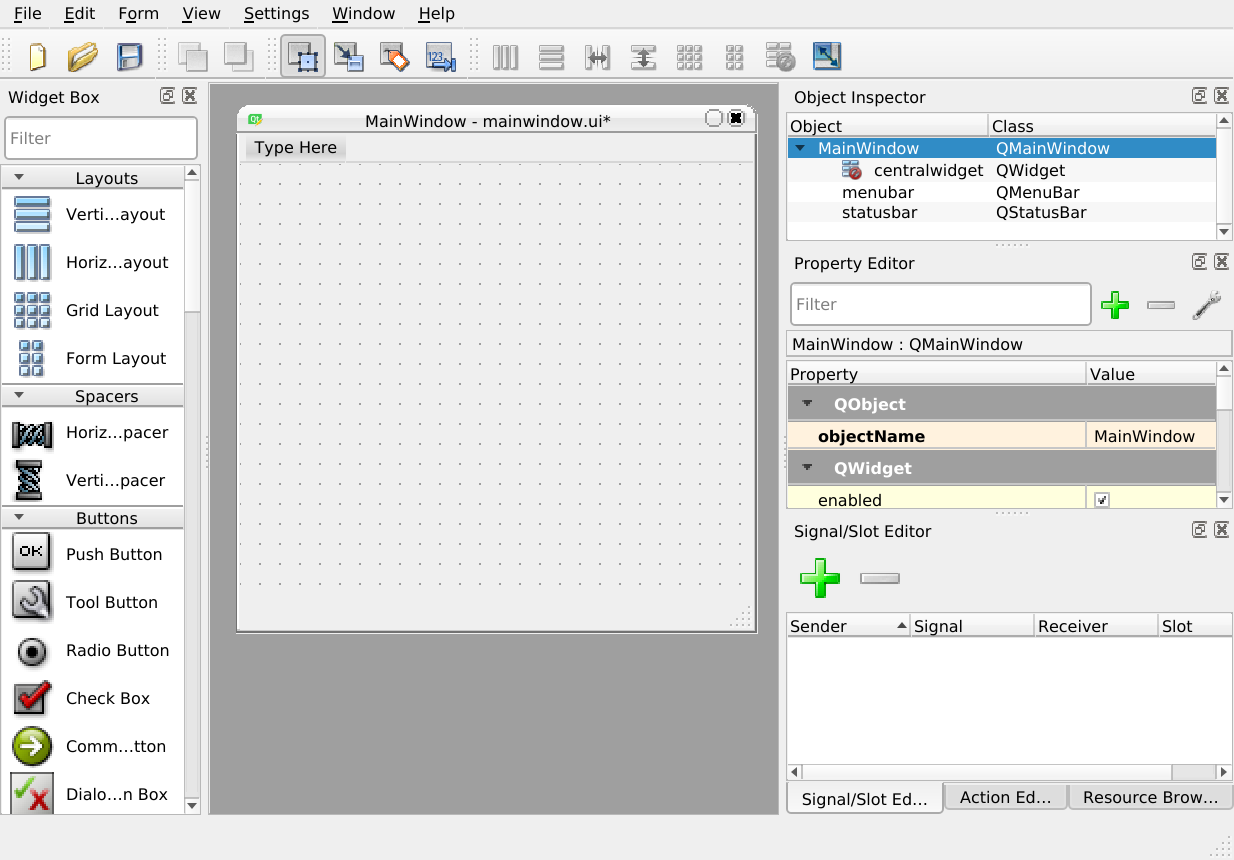 File Edit Form View Settings Window Help
Widget Box
Filter
Layouts
Verti...ayout
Horiz...ayout
Grid Layout
Form Layout
Spacers
Horiz...pacer
Verti...pacer
Buttons
OK
Push Button
Tool Button
Radio Button
Check Box
Comm...tton
Dialo...n Box
MainWindow - mainwindow.ui*
Type Here
Object Inspector
Object Class
MainWindow QMainWindow
centralwidget QWidget
menubar QMenuBar
statusbar QStatusBar
Property Editor
Filter
MainWindow : QMainWindow
Property Value
QObject
objectName MainWindow
QWidget
enabled
Signal/Slot Editor
Sender Signal Receiver Slot
Signal/Slot Ed... Action Ed... Resource Brow...